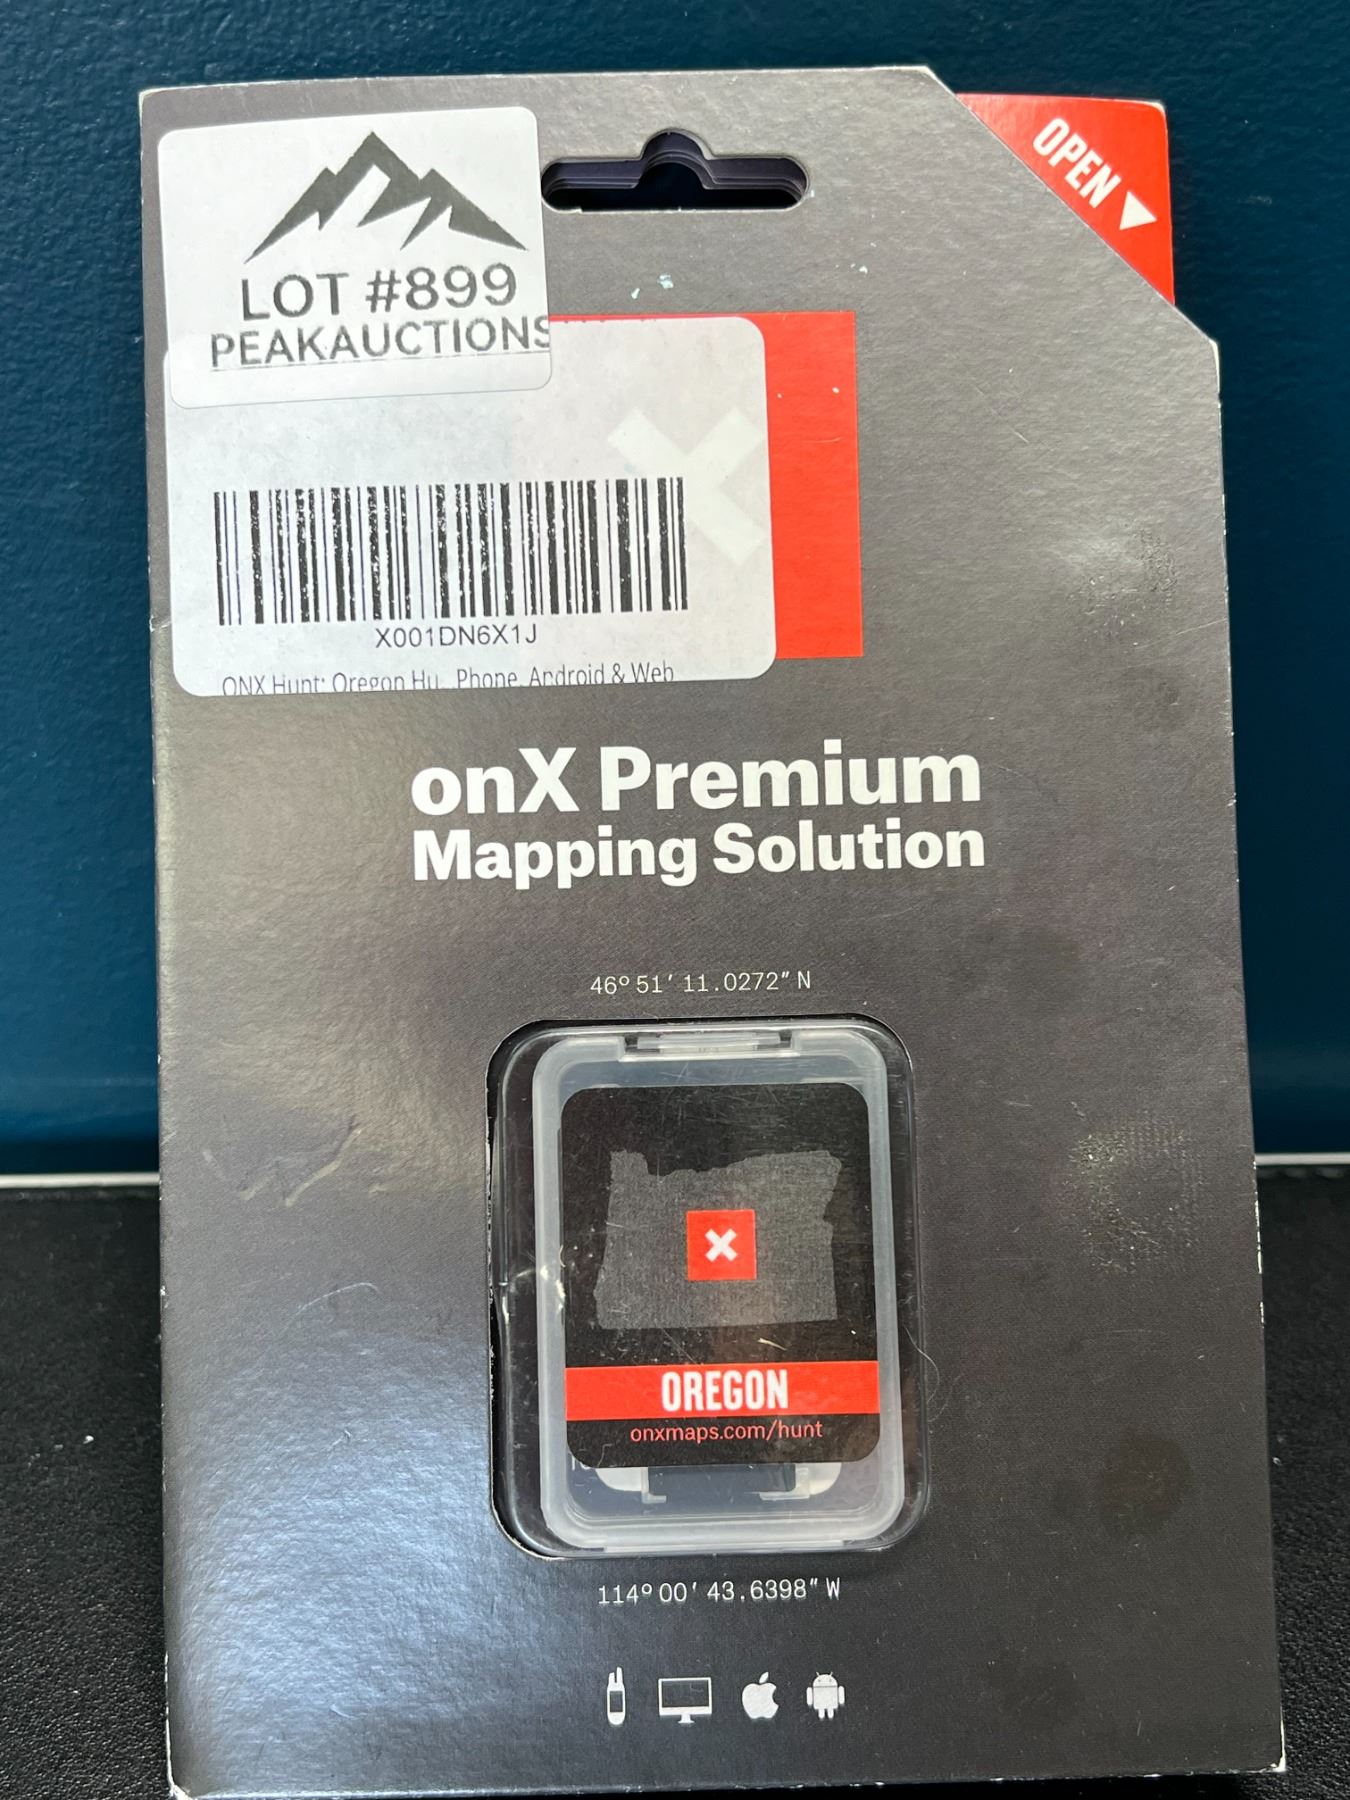 OPEN
LOT #899
PEAKAUCTIONS
X001DN6X1J
ONX Hunt: Oregon Hu... Phone, Android & Web
onX Premium
Mapping Solution
46° 51' 11.0272" N
OREGON
onxmaps.com/hunt
114° 00' 43.6398" W